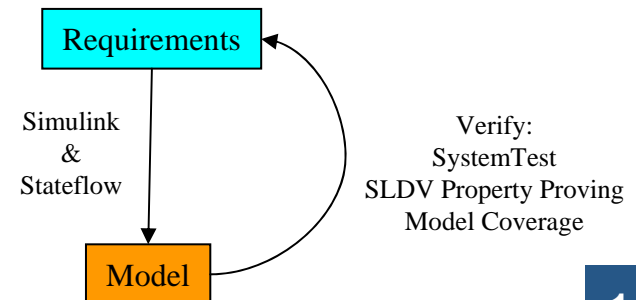 Requirements
Simulink
&
Stateflow
Verify:
SystemTest
SLDV Property Proving
Model Coverage
Model